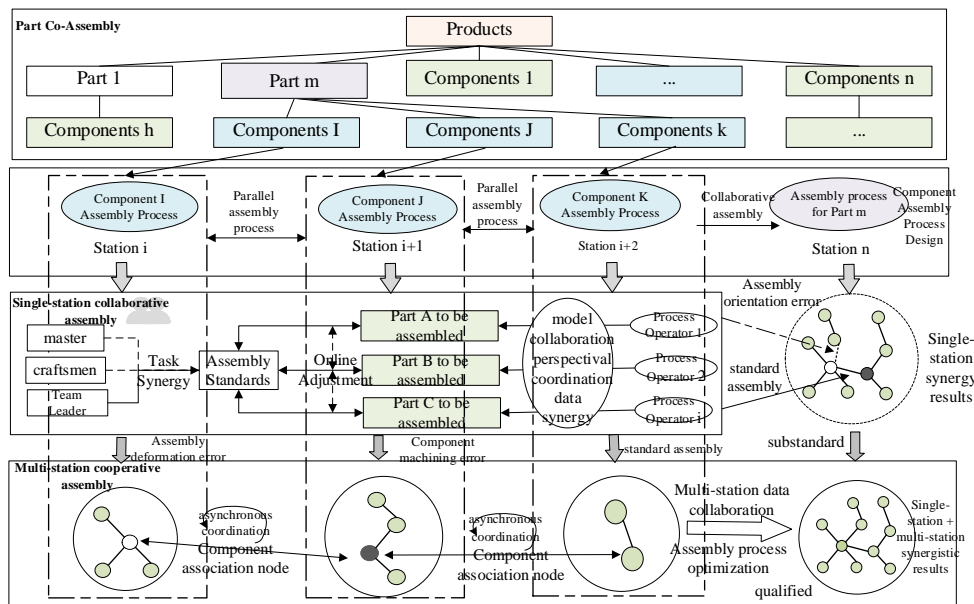 Part Co-Assembly
Products
Part 1
Part m
Components 1
...
Components n
Components h
Components I
Components J
Components k
...
Component I
Assembly Process
Parallel
assembly
process
Component J
Assembly Process
Parallel
assembly
process
Component K
Assembly Process
Collaborative
assembly
Assembly process
for Part m
Component
Assembly
Process
Design
Station i
Station i+1
Station i+2
Station n
Single-station collaborative
assembly
master
craftsmen
Team
Leader
Task
Synergy
Assembly
Standards
Online
Adjustment
Part A to be
assembled
Part B to be
assembled
Part C to be
assembled
model
collaboration
perspectival
coordination
data
synergy
Process
Operator 1
Process
Operator 2
Process
Operator i
Assembly
orientation error
standard
assembly
Single-
station
synergy
results
Assembly
deformation error
Component
machining error
standard assembly
substandard
Multi-station cooperative
assembly
asynchronous
coordination
Component
association node
asynchronous
coordination
Component
association node
Multi-station data
collaboration
Assembly process
optimization
Single-
station +
multi-station
synergistic
results
qualified